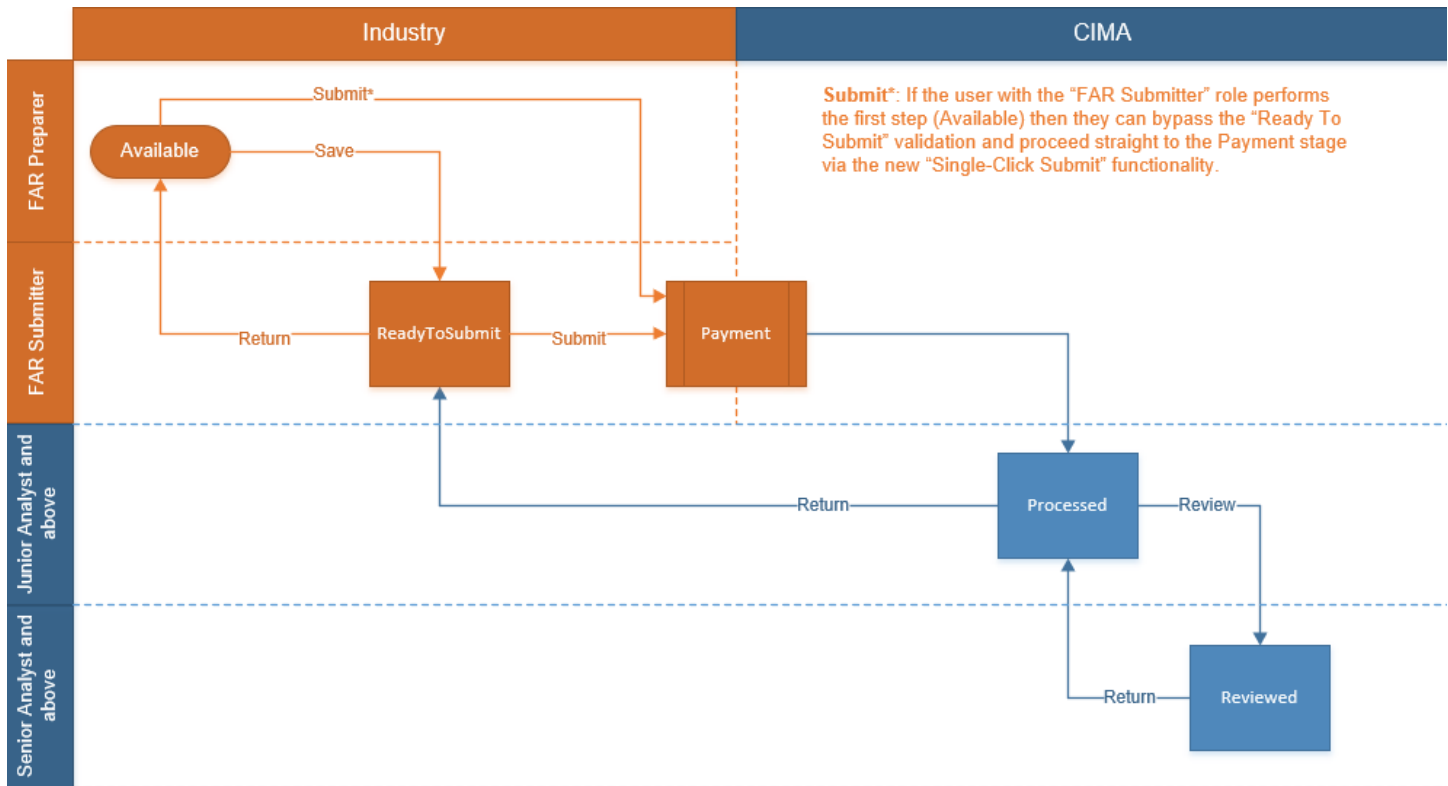 Industry
CIMA
FAR Preparer
Submit*
Submit*: If the user with the “FAR Submitter” role performs
the first step (Available) then they can bypass the “Ready To
Submit” validation and proceed straight to the Payment stage
via the new “Single-Click Submit” functionality.
Available
Save
FAR Submitter
Return
ReadyToSubmit
Submit
Payment
Junior Analyst and
above
Return
Processed
Review
Senior Analyst and
above
Return
Reviewed